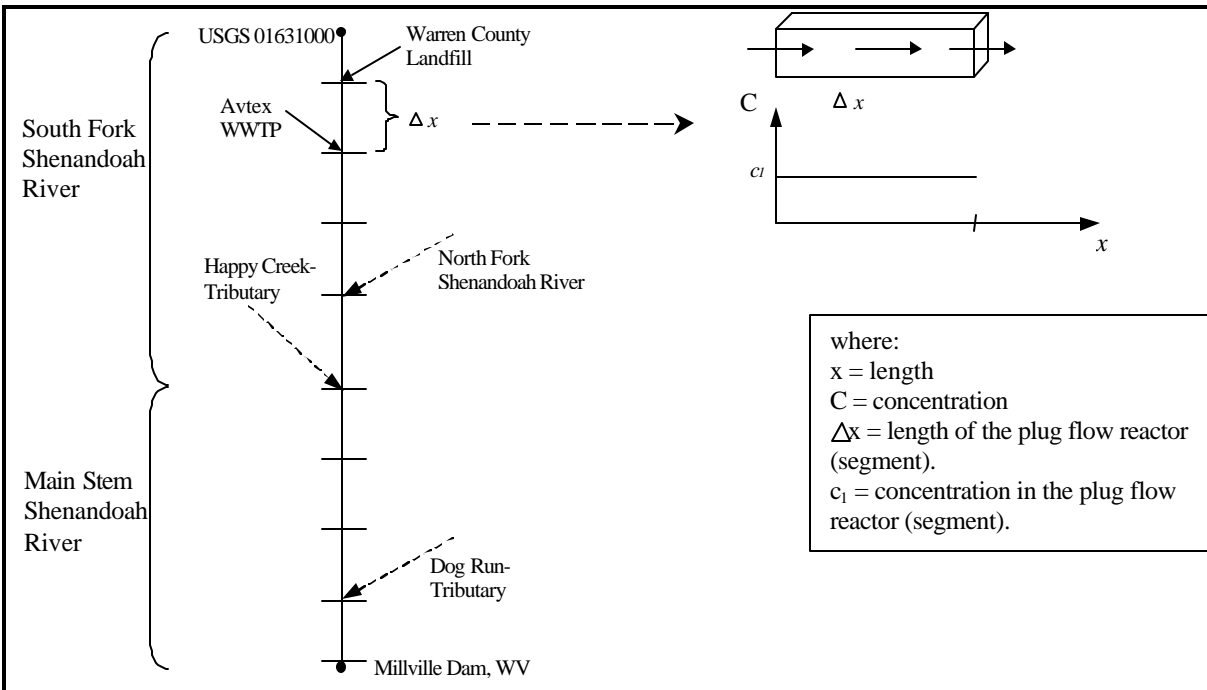 USGS 01631000
Warren County
Landfill
Avtex
WWTP
Δ x
South Fork
Shenandoah
River
Happy Creek-
Tributary
North Fork
Shenandoah River
Main Stem
Shenandoah
River
Dog Run-
Tributary
Millville Dam, WV
Δ x
C
c1
x
where:
x = length
C = concentration
Δx = length of the plug flow reactor
(segment).
c₁ = concentration in the plug flow
reactor (segment).